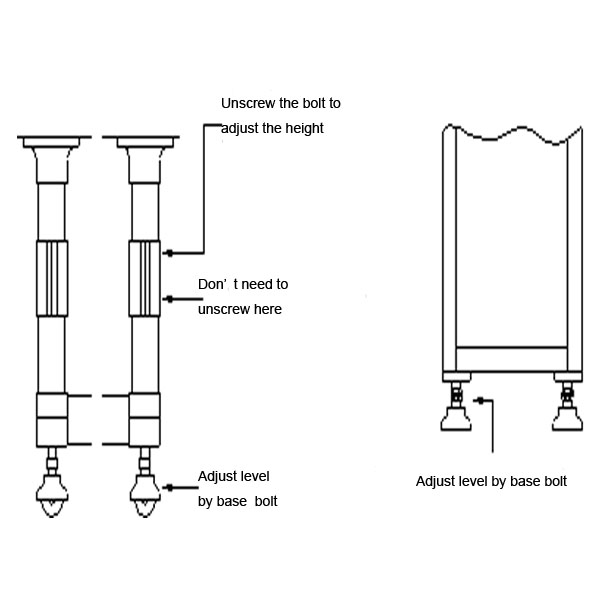 Unscrew the bolt to
adjust the height
Don’ t need to
unscrew here
Adjust level
by base bolt
Adjust level by base bolt